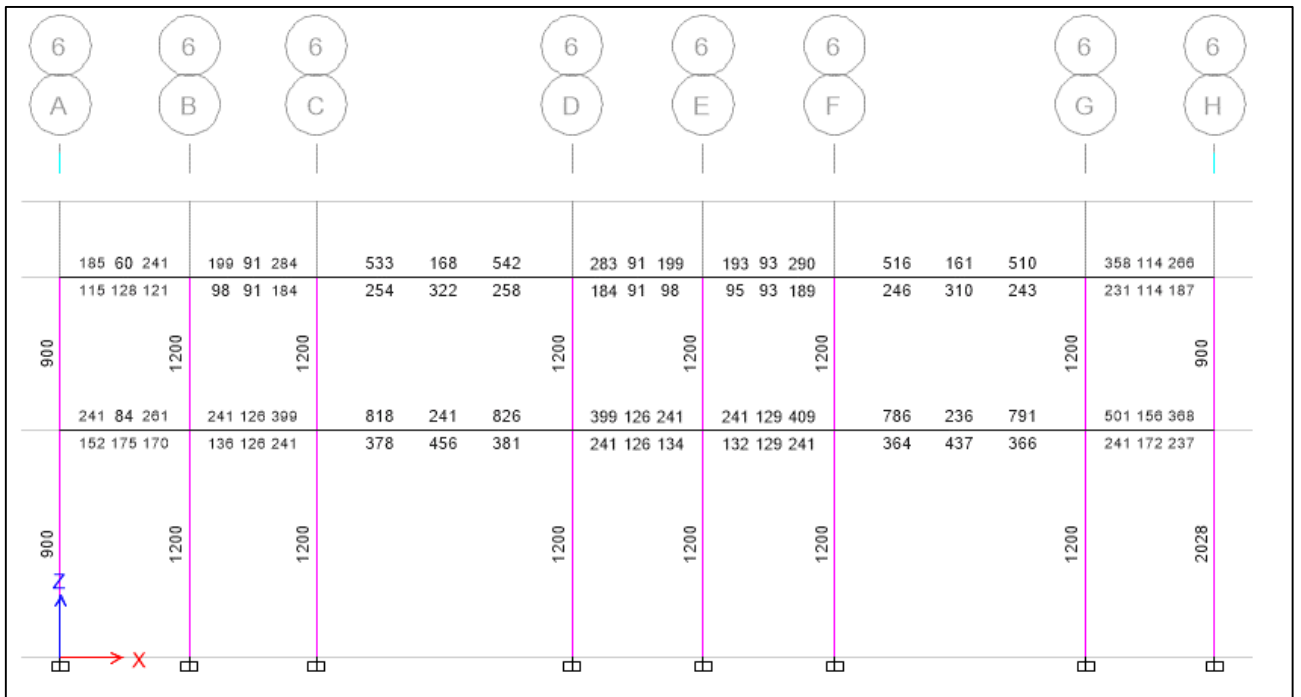 6 6 6 6 6 6 6 6
A B C D E F G H
185 60 241 199 91 284 533 168 542 283 91 199 193 93 290 516 161 510 358 114 266
115 128 121 98 91 184 254 322 258 184 91 98 95 93 189 246 310 243 231 114 187
900 1200 1200 1200 1200 1200 1200 900
241 84 261 241 126 399 818 241 826 399 126 241 241 129 409 786 236 791 501 156 368
152 175 170 136 126 241 378 456 381 241 126 134 132 129 241 364 437 366 241 172 237
900 1200 1200 1200 1200 1200 1200 2028
Z
X